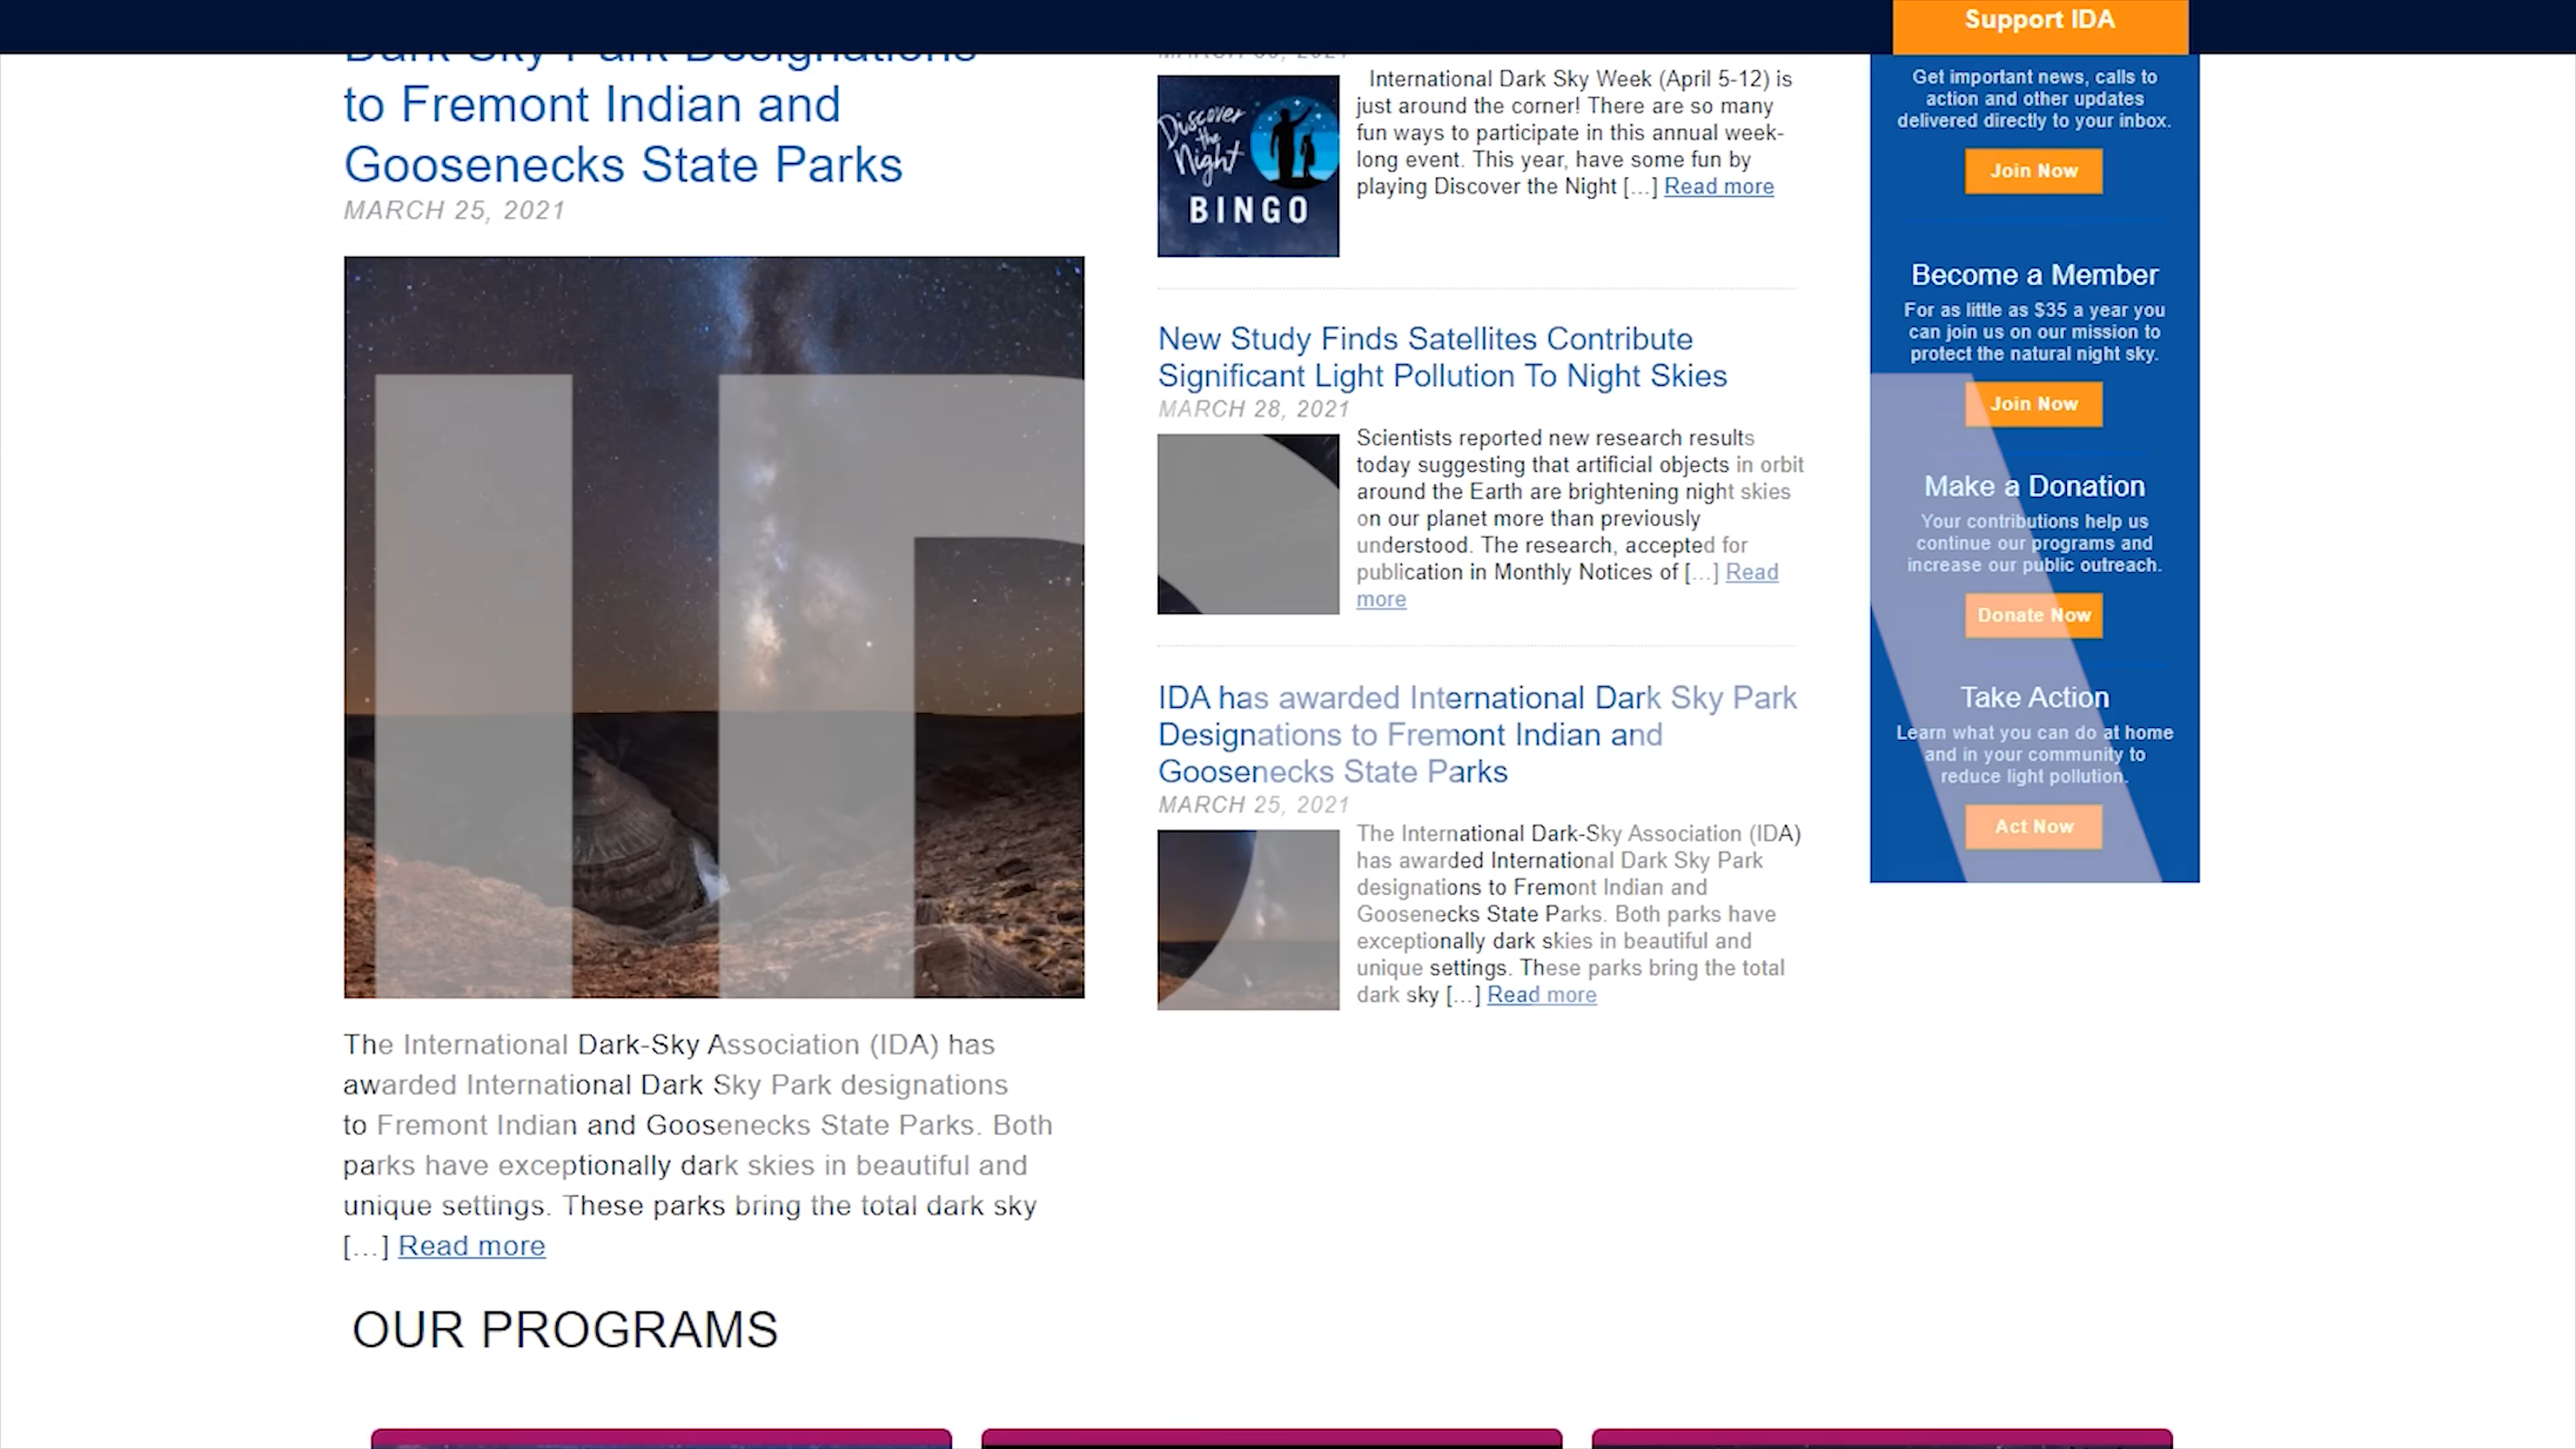 Support IDA
Dark Sky Park Designations
to Fremont Indian and
Goosenecks State Parks
MARCH 25, 2021
The International Dark-Sky Association (IDA) has
awarded International Dark Sky Park designations
to Fremont Indian and Goosenecks State Parks. Both
parks have exceptionally dark skies in beautiful and
unique settings. These parks bring the total dark sky
[...] Read more
OUR PROGRAMS
Discover
the
Night
BINGO
International Dark Sky Week (April 5-12) is
just around the corner! There are so many
fun ways to participate in this annual week-
long event. This year, have some fun by
playing Discover the Night [...] Read more
New Study Finds Satellites Contribute
Significant Light Pollution To Night Skies
MARCH 28, 2021
Scientists reported new research results
today suggesting that artificial objects in orbit
around the Earth are brightening night skies
on our planet more than previously
understood. The research, accepted for
publication in Monthly Notices of [...] Read
more
IDA has awarded International Dark Sky Park
Designations to Fremont Indian and
Goosenecks State Parks
MARCH 25, 2021
The International Dark-Sky Association (IDA)
has awarded International Dark Sky Park
designations to Fremont Indian and
Goosenecks State Parks. Both parks have
exceptionally dark skies in beautiful and
unique settings. These parks bring the total
dark sky [...] Read more
Get important news, calls to
action and other updates
delivered directly to your inbox.
Join Now
Become a Member
For as little as $35 a year you
can join us on our mission to
protect the natural night sky.
Join Now
Make a Donation
Your contributions help us
continue our programs and
increase our public outreach.
Donate Now
Take Action
Learn what you can do at home
and in your community to
reduce light pollution.
Act Now